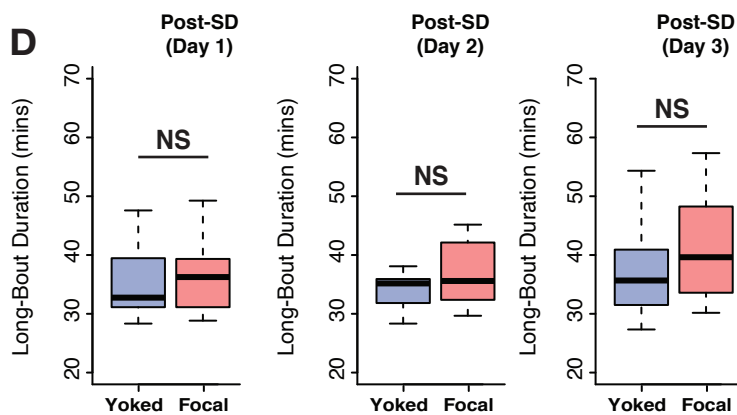 D
Post-SD
(Day 1)
Long-Bout Duration (mins)
70
60
50
40
30
20
NS
Yoked Focal
Post-SD
(Day 2)
Long-Bout Duration (mins)
70
60
50
40
30
20
NS
Yoked Focal
Post-SD
(Day 3)
Long-Bout Duration (mins)
70
60
50
40
30
20
NS
Yoked Focal